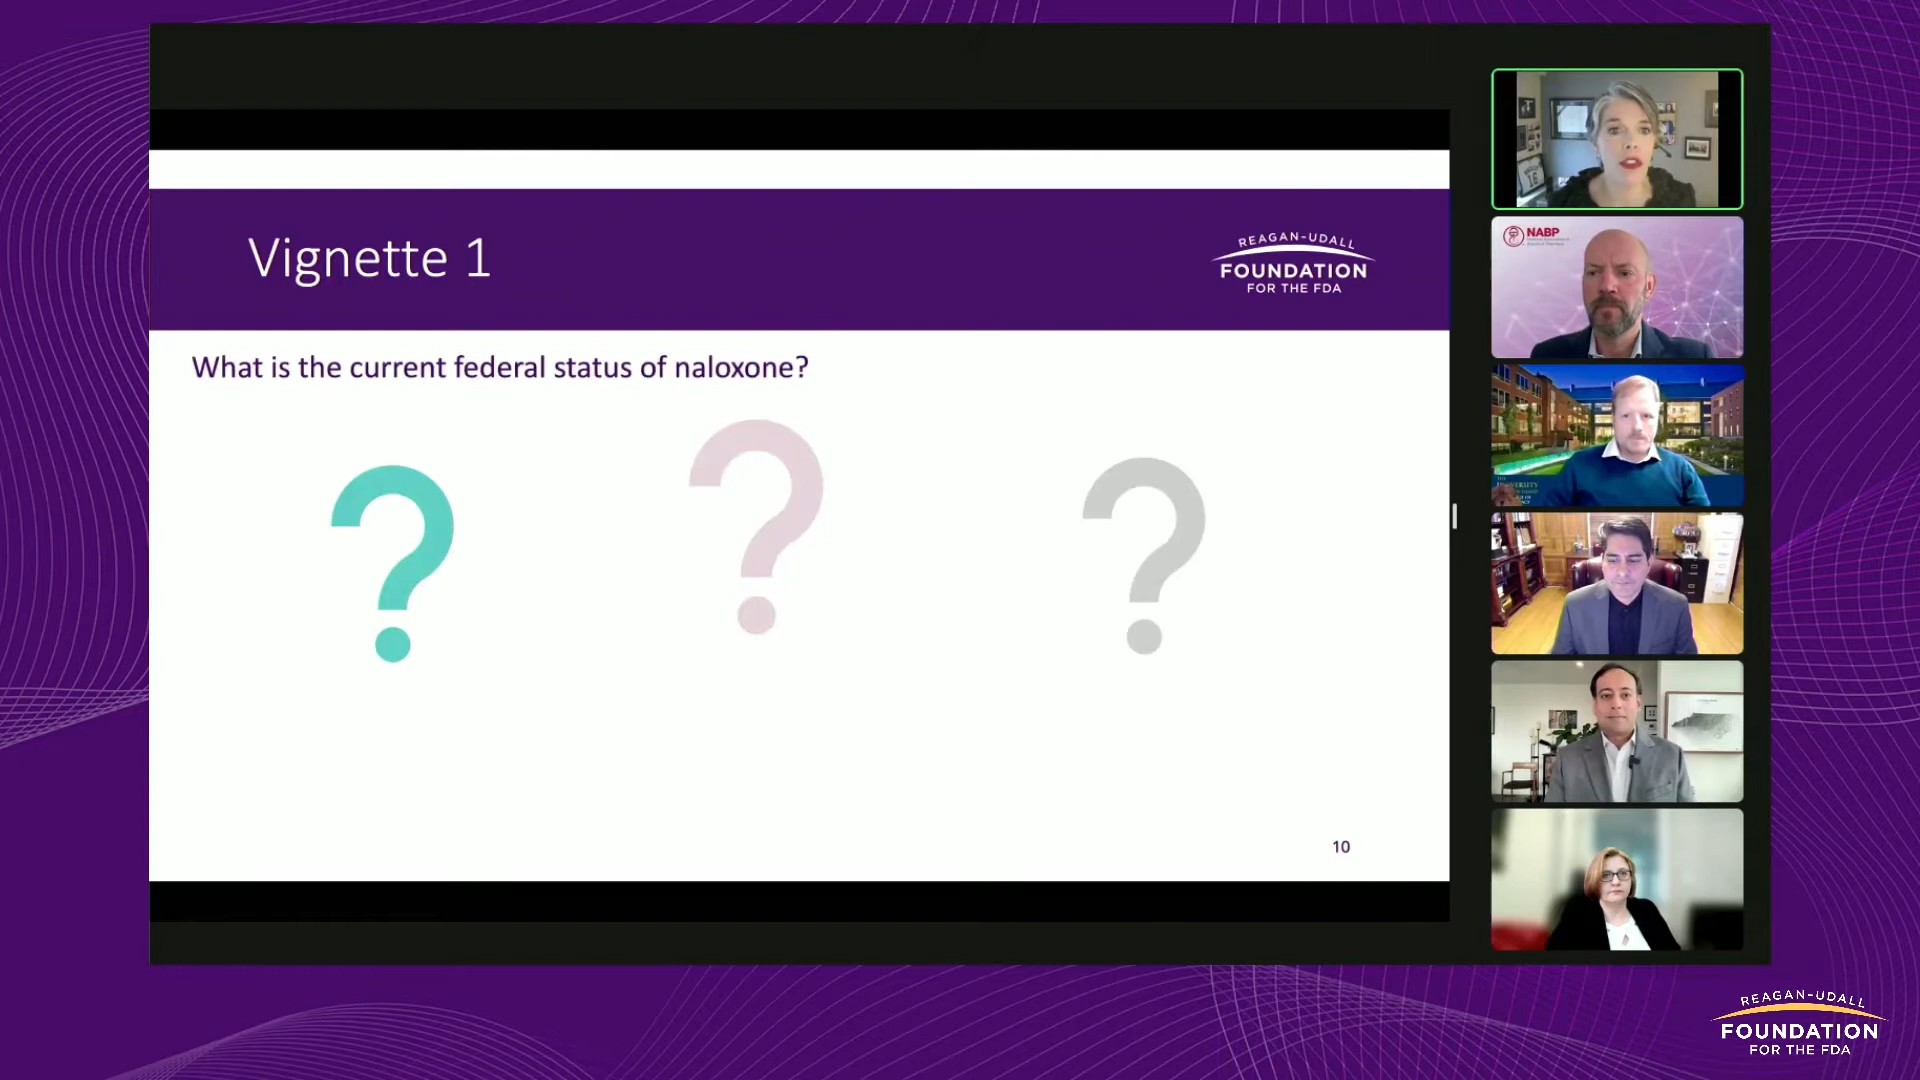 Vignette 1
REAGAN-UDALL
FOUNDATION
FOR THE FDA
What is the current federal status of naloxone?
?
?
?
10
NABP
REAGAN-UDALL
FOUNDATION
FOR THE FDA